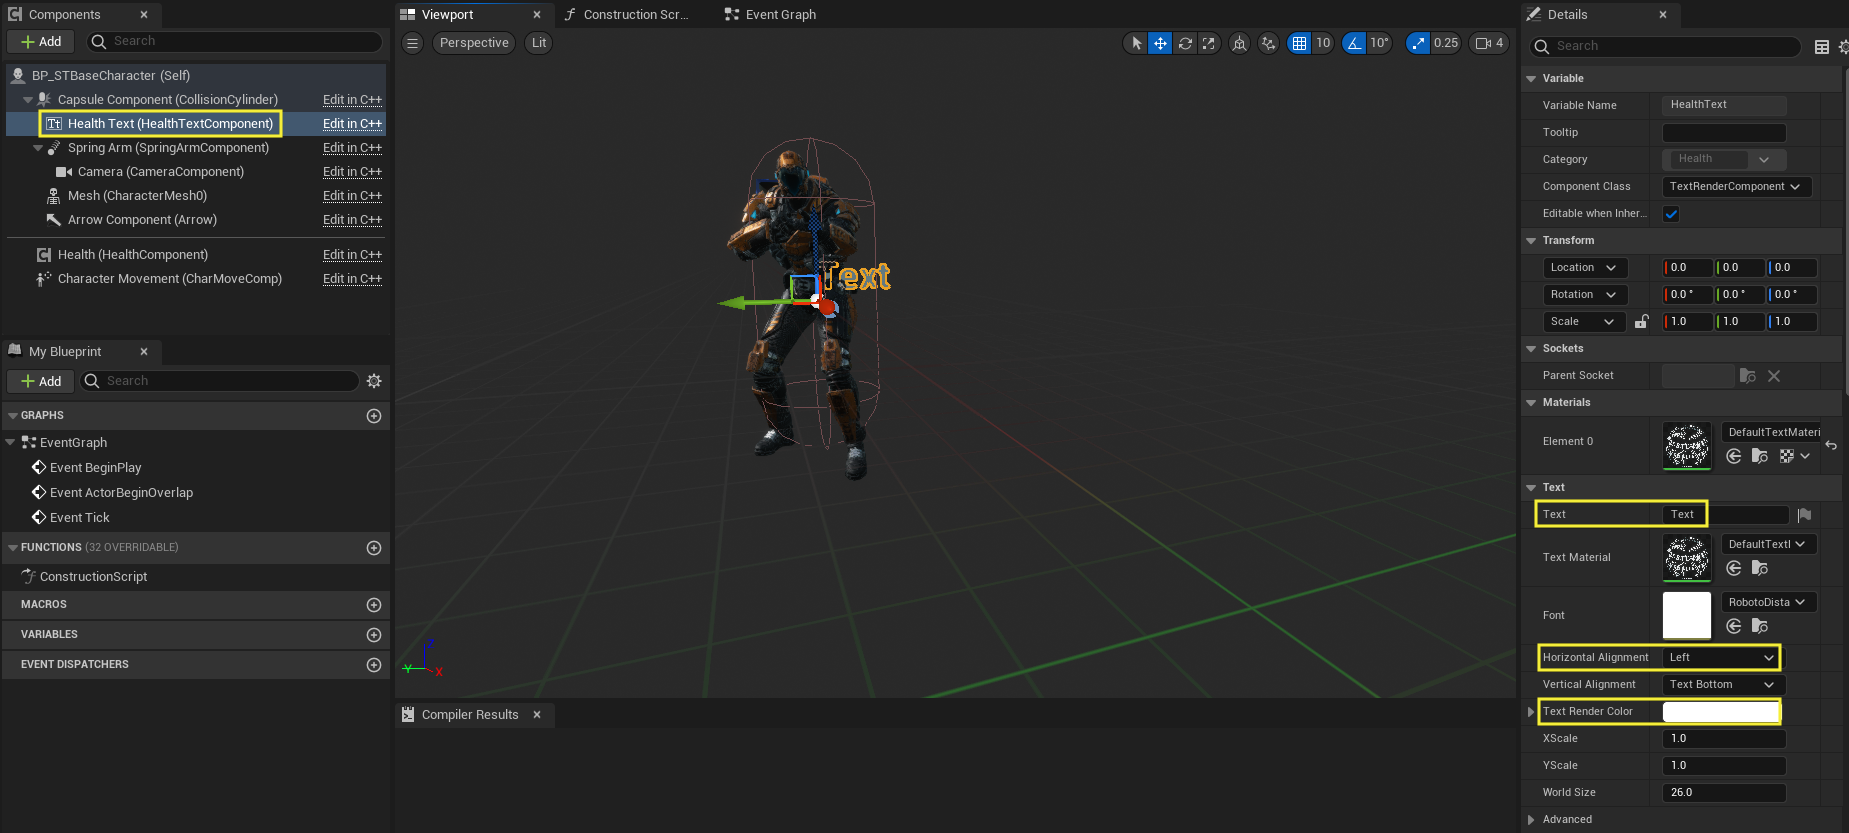 Components
Add
Search
BP_STBaseCharacter (Self)
Capsule Component (CollisionCylinder) Edit in C++
Health Text (HealthTextComponent) Edit in C++
Spring Arm (SpringArmComponent) Edit in C++
Camera (CameraComponent) Edit in C++
Mesh (CharacterMesh0) Edit in C++
Arrow Component (Arrow) Edit in C++
Health (HealthComponent) Edit in C++
Character Movement (CharMoveComp) Edit in C++
My Blueprint
Add
Search
GRAPHS
EventGraph
Event BeginPlay
Event ActorBeginOverlap
Event Tick
FUNCTIONS (32 OVERRIDABLE)
ConstructionScript
MACROS
VARIABLES
EVENT DISPATCHERS
Viewport
Construction Scr...
Event Graph
Perspective
Lit
10
10°
0.25
4
Text
Z
Y
X
Compiler Results
Details
Search
Variable
Variable Name HealthText
Tooltip
Category Health
Component Class TextRenderComponent
Editable when Inher...
Transform
Location 0.0 0.0 0.0
Rotation 0.0 ° 0.0 ° 0.0 °
Scale 1.0 1.0 1.0
Sockets
Parent Socket
Materials
Element 0 DefaultTextMateri
Text
Text Text
Text Material DefaultTextI
Font RobotoDista
Horizontal Alignment Left
Vertical Alignment Text Bottom
Text Render Color
XScale 1.0
YScale 1.0
World Size 26.0
Advanced